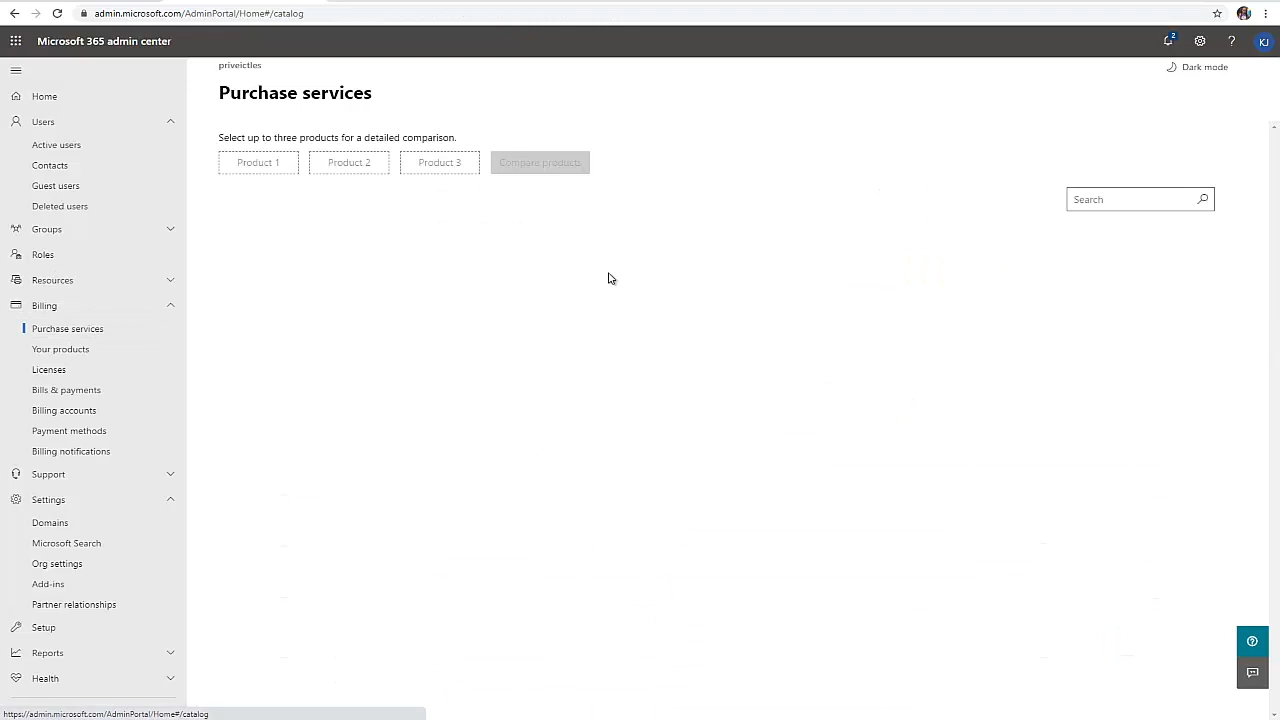 admin.microsoft.com/AdminPortal/Home#/catalog
Microsoft 365 admin center
2
KJ
priveictles
Dark mode
Purchase services
Select up to three products for a detailed comparison.
Product 1
Product 2
Product 3
Compare products
Search
Home
Users
Active users
Contacts
Guest users
Deleted users
Groups
Roles
Resources
Billing
Purchase services
Your products
Licenses
Bills & payments
Billing accounts
Payment methods
Billing notifications
Support
Settings
Domains
Microsoft Search
Org settings
Add-ins
Partner relationships
Setup
Reports
Health
https://admin.microsoft.com/AdminPortal/Home#/catalog